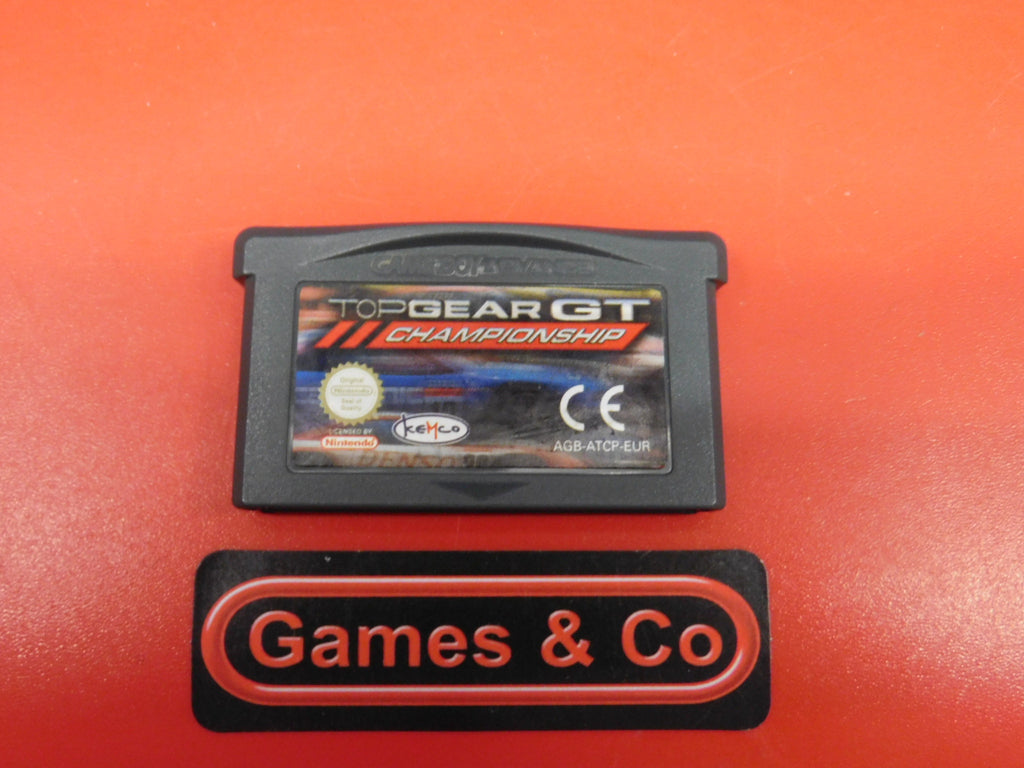 GAME BOY ADVANCE
TOP GEAR GT
CHAMPIONSHIP
Original
Nintendo
Seal of
Quality
LICENSED BY
Nintendo
KEMCO
CE
AGB-ATCP-EUR
DENSO
Games & Co